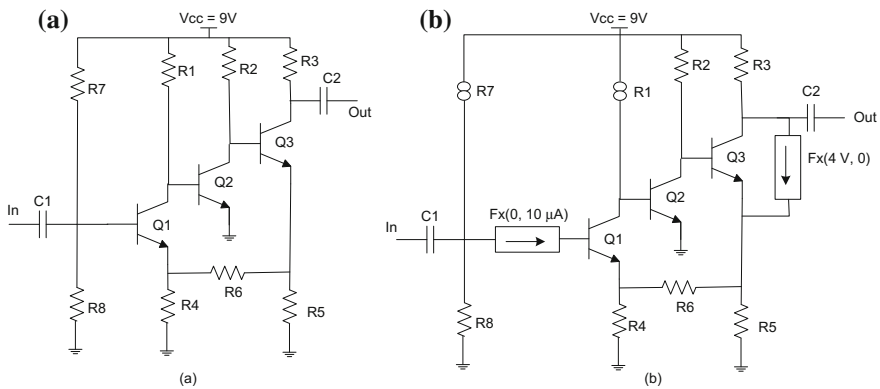 (a)
Vcc = 9V
R7
R1
R2
R3
C2
Out
Q3
Q2
C1
In
Q1
R6
R8
R4
R5
(a)
(b)
Vcc = 9V
R7
R1
R2
R3
C2
Out
Q3
Fx(4 V, 0)
Q2
C1
Fx(0, 10 μA)
In
Q1
R6
R8
R4
R5
(b)